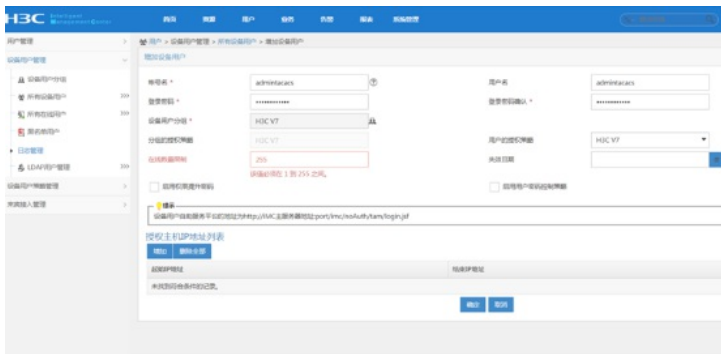 H3C Intelligent Management Center
首页 资源 用户 业务 告警 报表 系统管理
用户管理
用户 > 设备用户管理 > 所有设备用户 > 增加设备用户
设备用户管理
增加设备用户
设备用户分组
所有设备用户
所有在线用户
黑名单用户
日志管理
LDAP用户管理
设备用户策略管理
来宾接入管理
帐号名 * admintacacs
用户名 admintacacs
登录密码 * ••••••••••••
登录密码确认 * ••••••••••••
设备用户分组 * H3C V7
分组的授权策略 H3C V7
用户的授权策略 H3C V7
在线数量限制 255
失效日期
该值必须在 1 到 255 之间。
启用权限提升密码
启用用户密码控制策略
提示
设备用户自助服务平台的地址为http://iMC主服务器地址:port/imc/noAuth/tam/login.jsf
授权主机IP地址列表
增加 删除全部
起始IP地址 结束IP地址
未找到符合条件的记录。
确定 取消